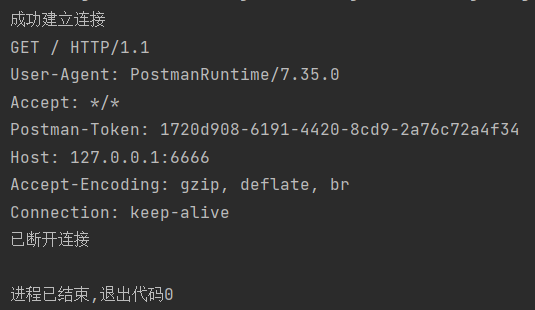 成功建立连接
GET / HTTP/1.1
User-Agent: PostmanRuntime/7.35.0
Accept: */*
Postman-Token: 1720d908-6191-4420-8cd9-2a76c72a4f34
Host: 127.0.0.1:6666
Accept-Encoding: gzip, deflate, br
Connection: keep-alive
已断开连接
进程已结束,退出代码0